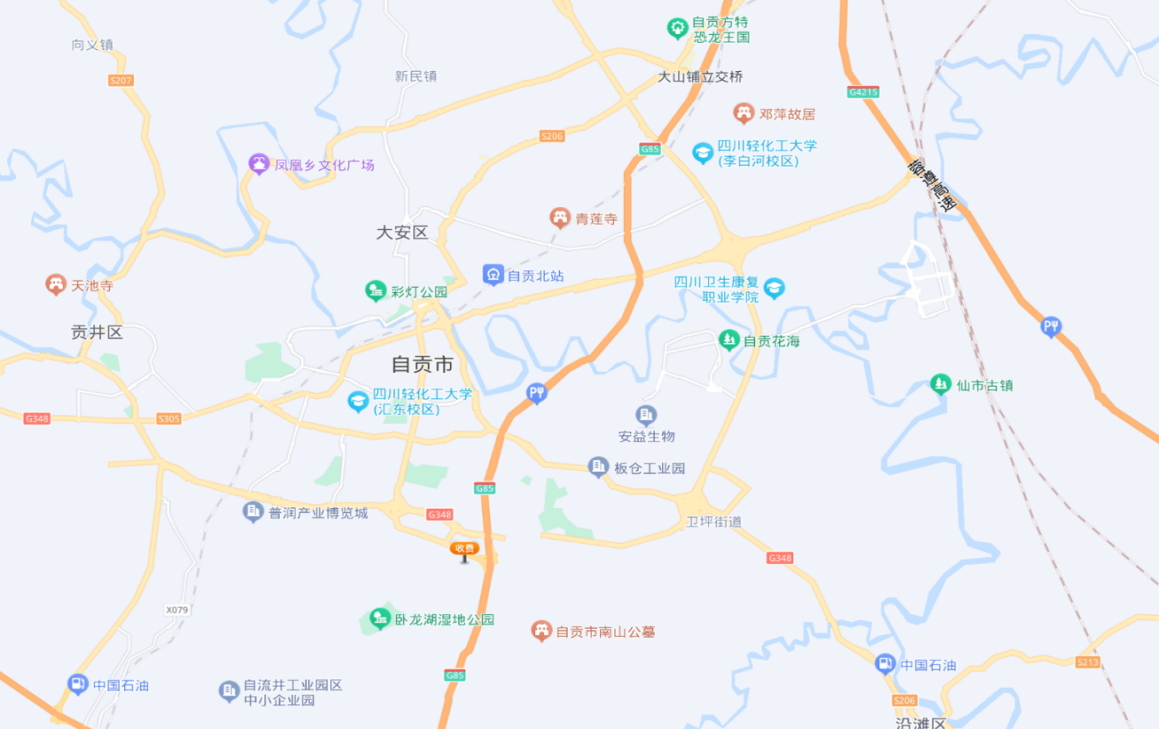 自贡方特
恐龙王国
向义镇
新民镇
大山铺立交桥
S207
G4215
邓萍故居
S206
G85
四川轻化工大学
(李白河校区)
凤凰乡文化广场
蓉遵高速
青莲寺
大安区
自贡北站
天池寺
彩灯公园
四川卫生康复
职业学院
贡井区
P
自贡花海
自贡市
仙市古镇
P
四川轻化工大学
(汇东校区)
G348
S305
安益生物
板仓工业园
G85
普润产业博览城
G348
卫坪街道
收费
G348
X079
卧龙湖湿地公园
自贡市南山公墓
中国石油
S213
G85
中国石油
自流井工业园区
中小企业园
S206
沿滩区